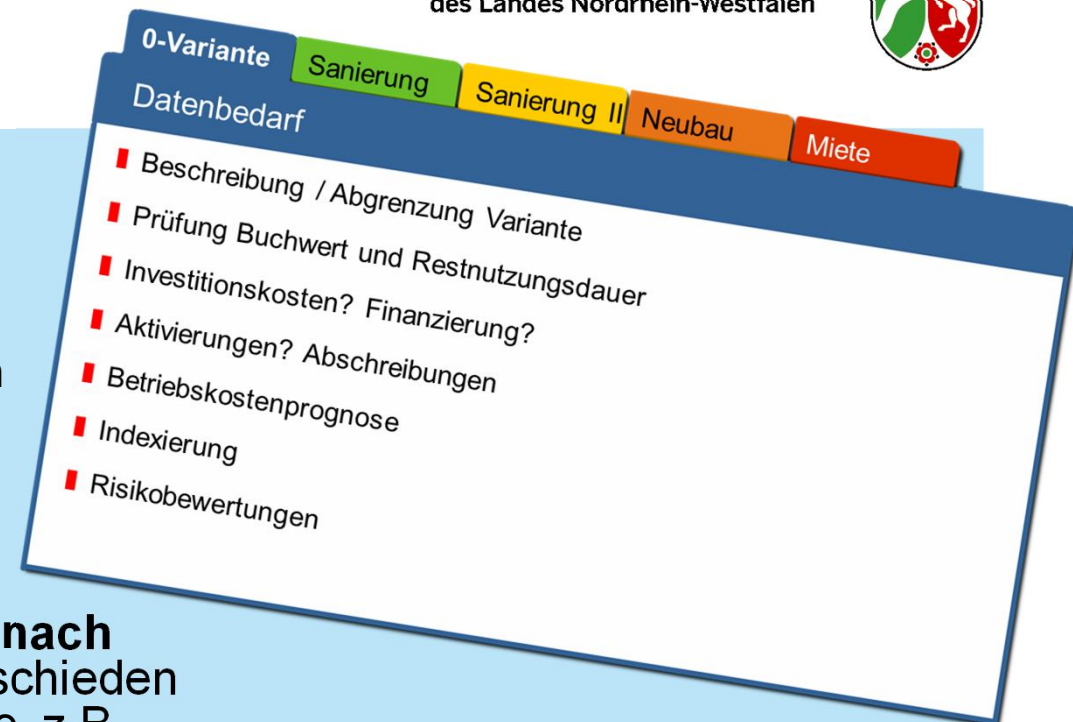 des Landes Nordrhein-Westfalen
0-Variante
Sanierung
Sanierung II
Neubau
Miete
Datenbedarf
Beschreibung / Abgrenzung Variante
Prüfung Buchwert und Restnutzungsdauer
Investitionskosten? Finanzierung?
Aktivierungen? Abschreibungen
Betriebskostenprognose
Indexierung
Risikobewertungen
nach
schieden
z.B.